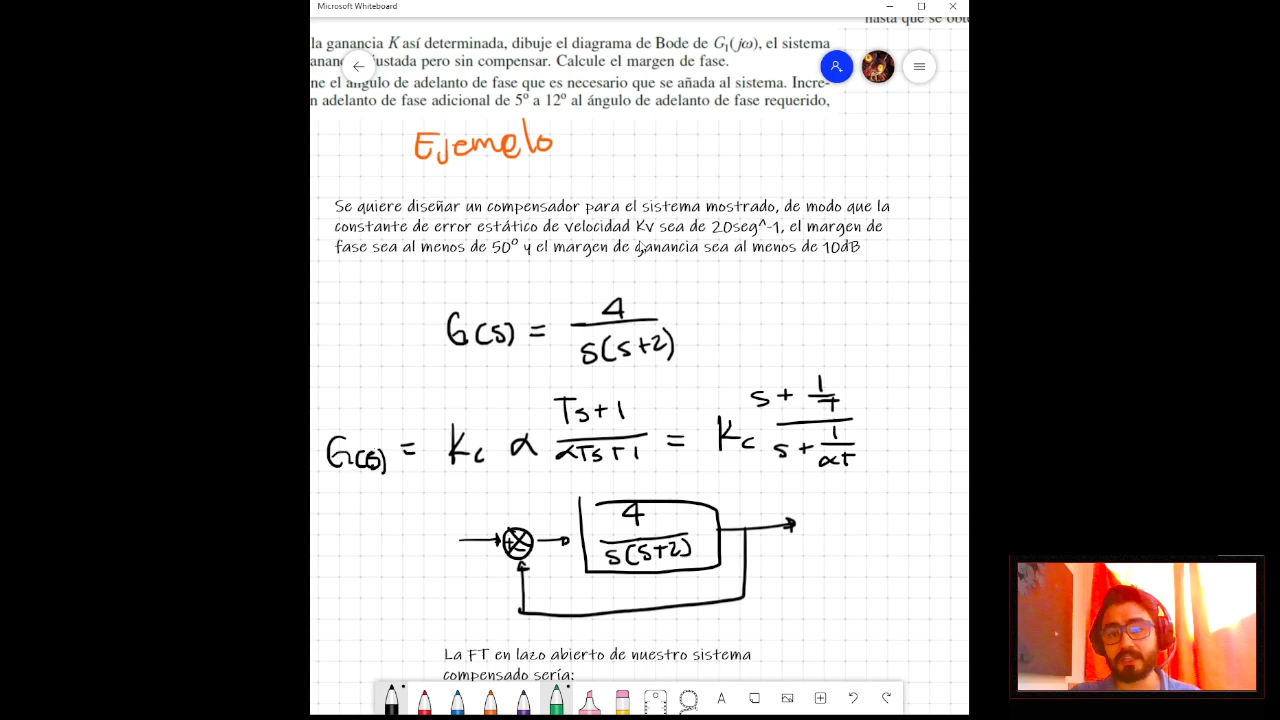 Microsoft Whiteboard
hasta que se obte
la ganancia K así determinada, dibuje el diagrama de Bode de G₁(jω), el sistema
anan ustada pero sin compensar. Calcule el margen de fase.
ne el ángulo de adelanto de fase que es necesario que se añada al sistema. Incre-
n adelanto de fase adicional de 5° a 12° al ángulo de adelanto de fase requerido,
Ejemplo
Se quiere diseñar un compensador para el sistema mostrado, de modo que la
constante de error estático de velocidad Kv sea de 20seg^-1, el margen de
fase sea al menos de 50° y el margen de ganancia sea al menos de 10dB
G(s) = 4 / s(s+2)
G(s) = Kc α Ts+1 / αTs+1 = Kc s + 1/T / s + 1/αT
+ -
4 / s(s+2)
La FT en lazo abierto de nuestro sistema
compensado sería:
A